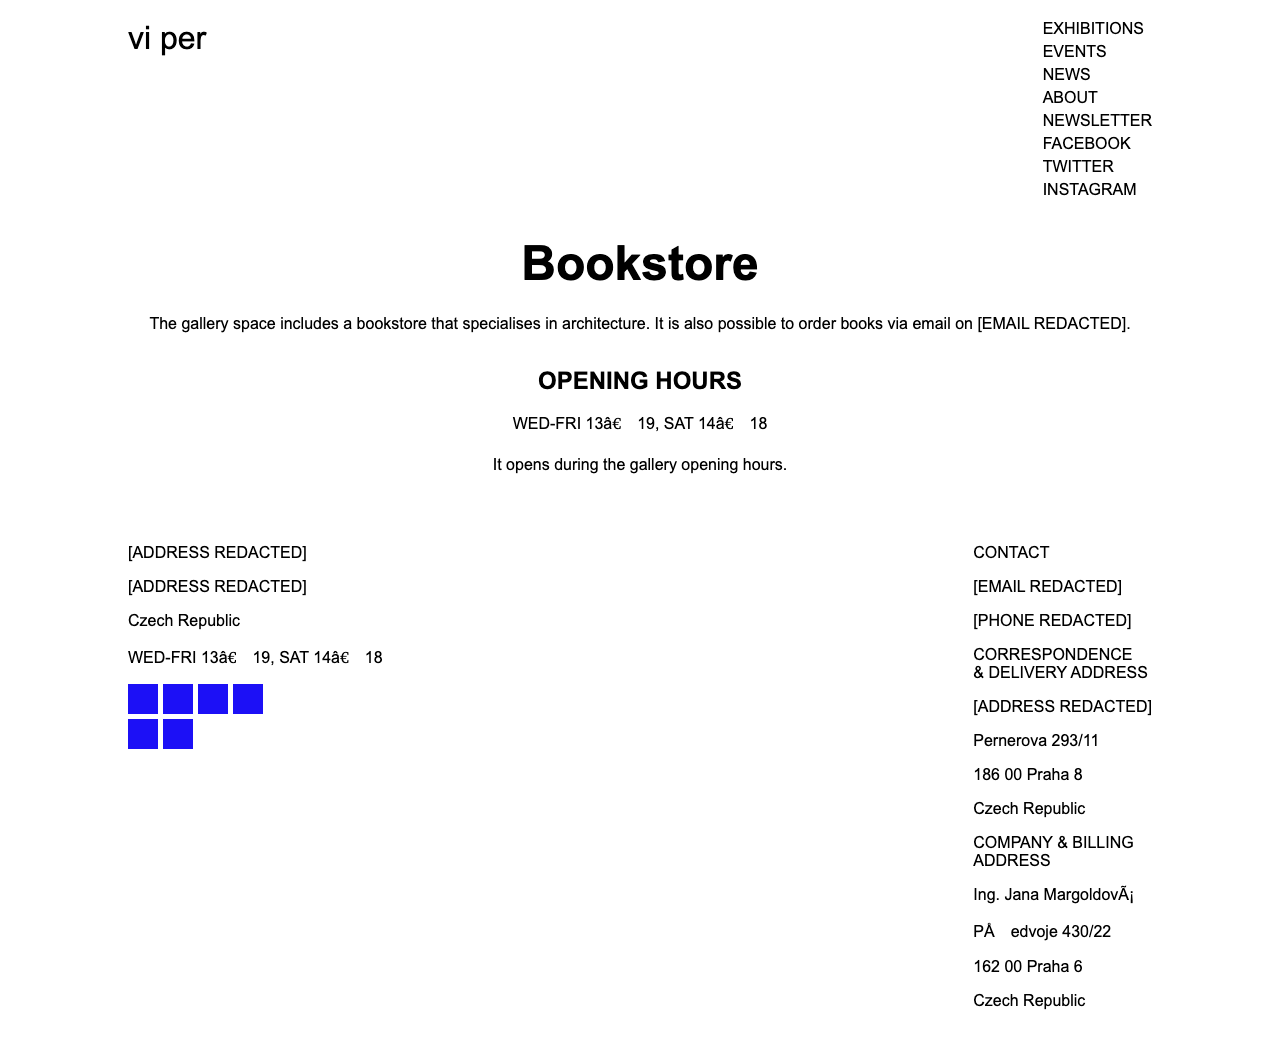 vi per
EXHIBITIONS
EVENTS
NEWS
ABOUT
NEWSLETTER
FACEBOOK
TWITTER
INSTAGRAM
Bookstore
The gallery space includes a bookstore that specialises in architecture. It is also possible to order books via email on [EMAIL REDACTED].
OPENING HOURS
WED-FRI 13â€ 19, SAT 14â€ 18
It opens during the gallery opening hours.
[ADDRESS REDACTED]
[ADDRESS REDACTED]
Czech Republic
WED-FRI 13â€ 19, SAT 14â€ 18
CONTACT
[EMAIL REDACTED]
[PHONE REDACTED]
CORRESPONDENCE
& DELIVERY ADDRESS
[ADDRESS REDACTED]
Pernerova 293/11
186 00 Praha 8
Czech Republic
COMPANY & BILLING
ADDRESS
Ing. Jana MargoldovÃ¡
PÅ edvoje 430/22
162 00 Praha 6
Czech Republic